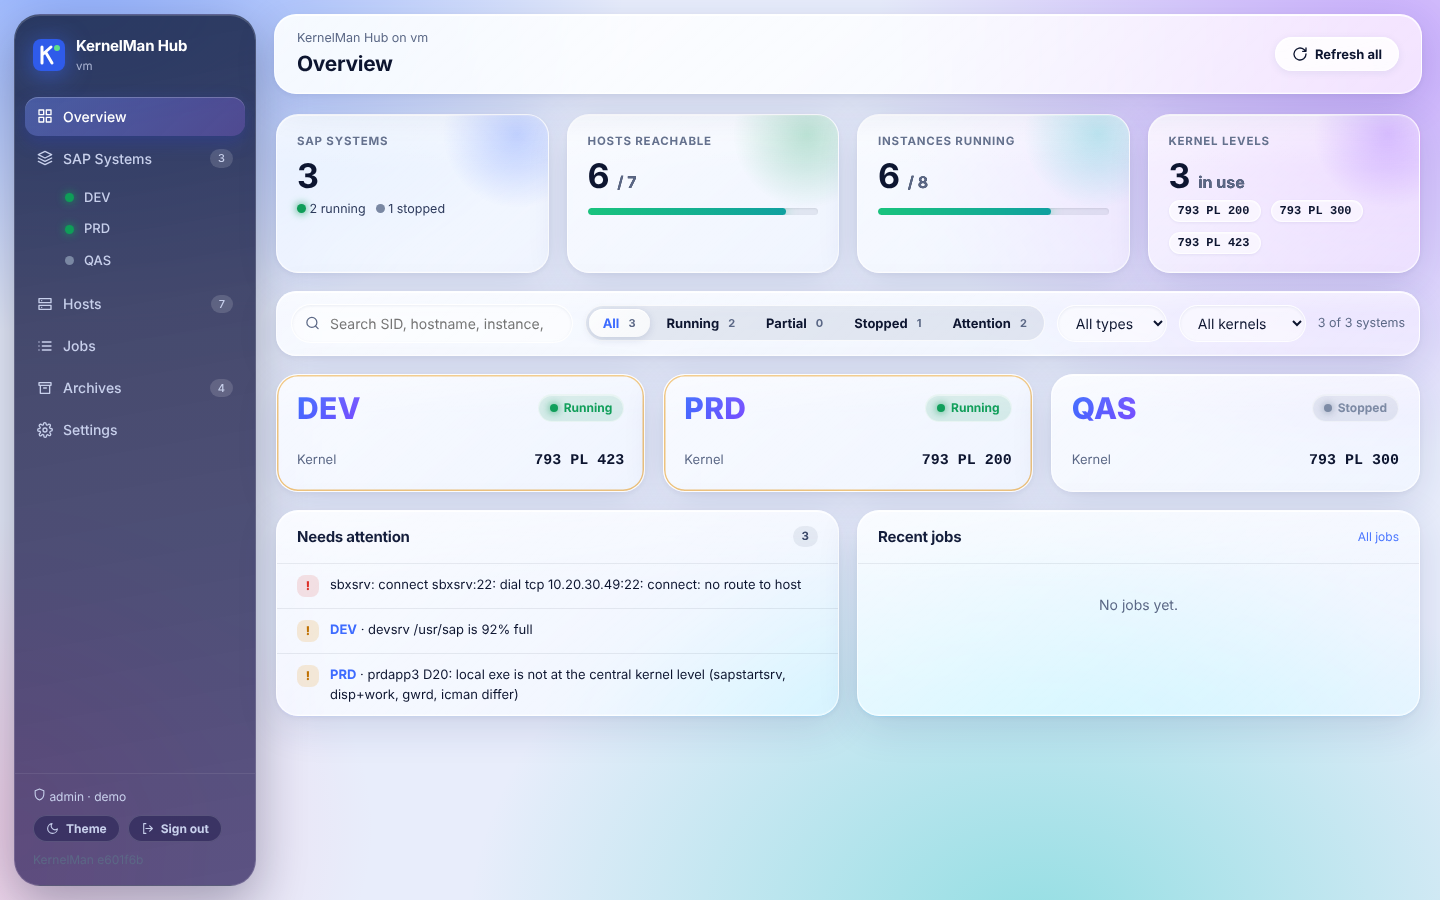 KernelMan Hub
vm
Overview
SAP Systems 3
DEV
PRD
QAS
Hosts 7
Jobs
Archives 4
Settings
admin · demo
Theme Sign out
KernelMan e801f6b
KernelMan Hub on vm
Overview
Refresh all
SAP SYSTEMS
3
2 running 1 stopped
HOSTS REACHABLE
6 / 7
INSTANCES RUNNING
6 / 8
KERNEL LEVELS
3 in use
793 PL 200 793 PL 300
793 PL 423
Search SID, hostname, instance,
All 3 Running 2 Partial 0 Stopped 1 Attention 2
All types All kernels 3 of 3 systems
DEV Running
Kernel 793 PL 423
PRD Running
Kernel 793 PL 200
QAS Stopped
Kernel 793 PL 300
Needs attention 3
! sbxsrv: connect sbxsrv:22: dial tcp 10.20.30.49:22: connect: no route to host
! DEV · devsrv /usr/sap is 92% full
! PRD · prdapp3 D20: local exe is not at the central kernel level (sapstartsrv,
disp+work, gwrd, icman differ)
Recent jobs All jobs
No jobs yet.